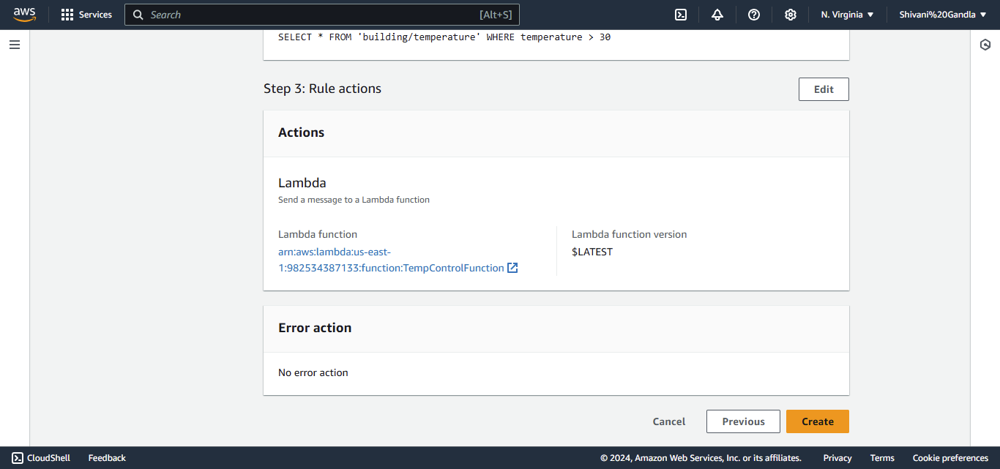 aws
Services
Search
[Alt+S]
N. Virginia
Shivani%20Gandla
SELECT * FROM 'building/temperature' WHERE temperature > 30
Step 3: Rule actions
Edit
Actions
Lambda
Send a message to a Lambda function
Lambda function
arn:aws:lambda:us-east-
1:982534387133:function:TempControlFunction
Lambda function version
$LATEST
Error action
No error action
Cancel
Previous
Create
CloudShell
Feedback
© 2024, Amazon Web Services, Inc. or its affiliates.
Privacy
Terms
Cookie preferences